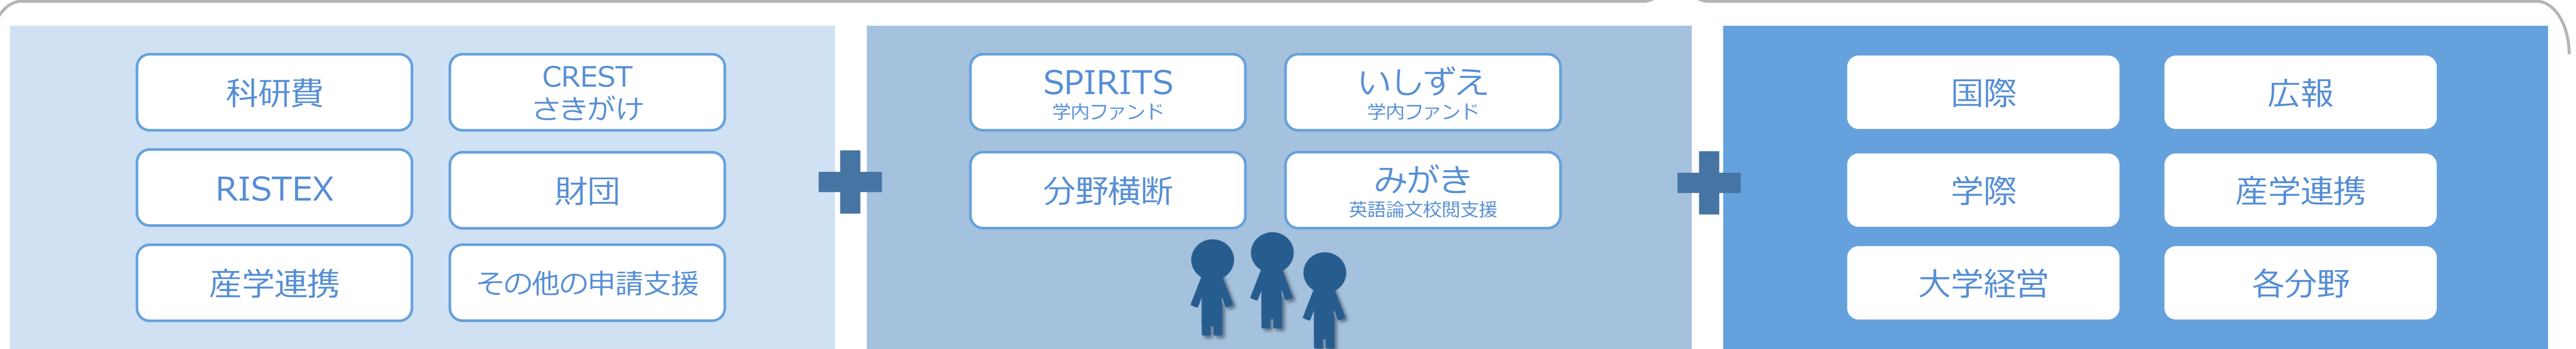 科研費
CREST
さきがけ
RISTEX
財団
産学連携
その他の申請支援
SPIRITS
学内ファンド
いしずえ
学内ファンド
分野横断
みがき
英語論文校閲支援
国際
広報
学際
産学連携
大学経営
各分野